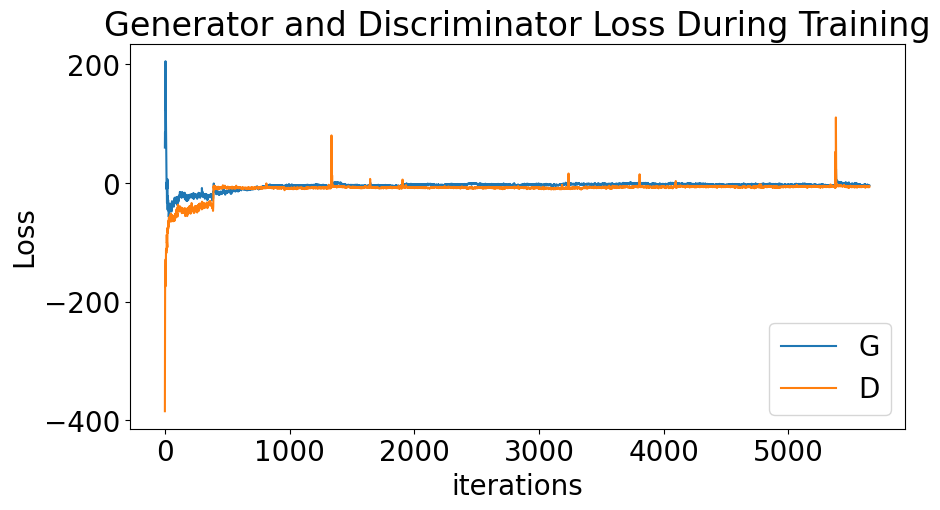 Generator and Discriminator Loss During Training
200
0
−200
−400
Loss
0 1000 2000 3000 4000 5000
iterations
G
D